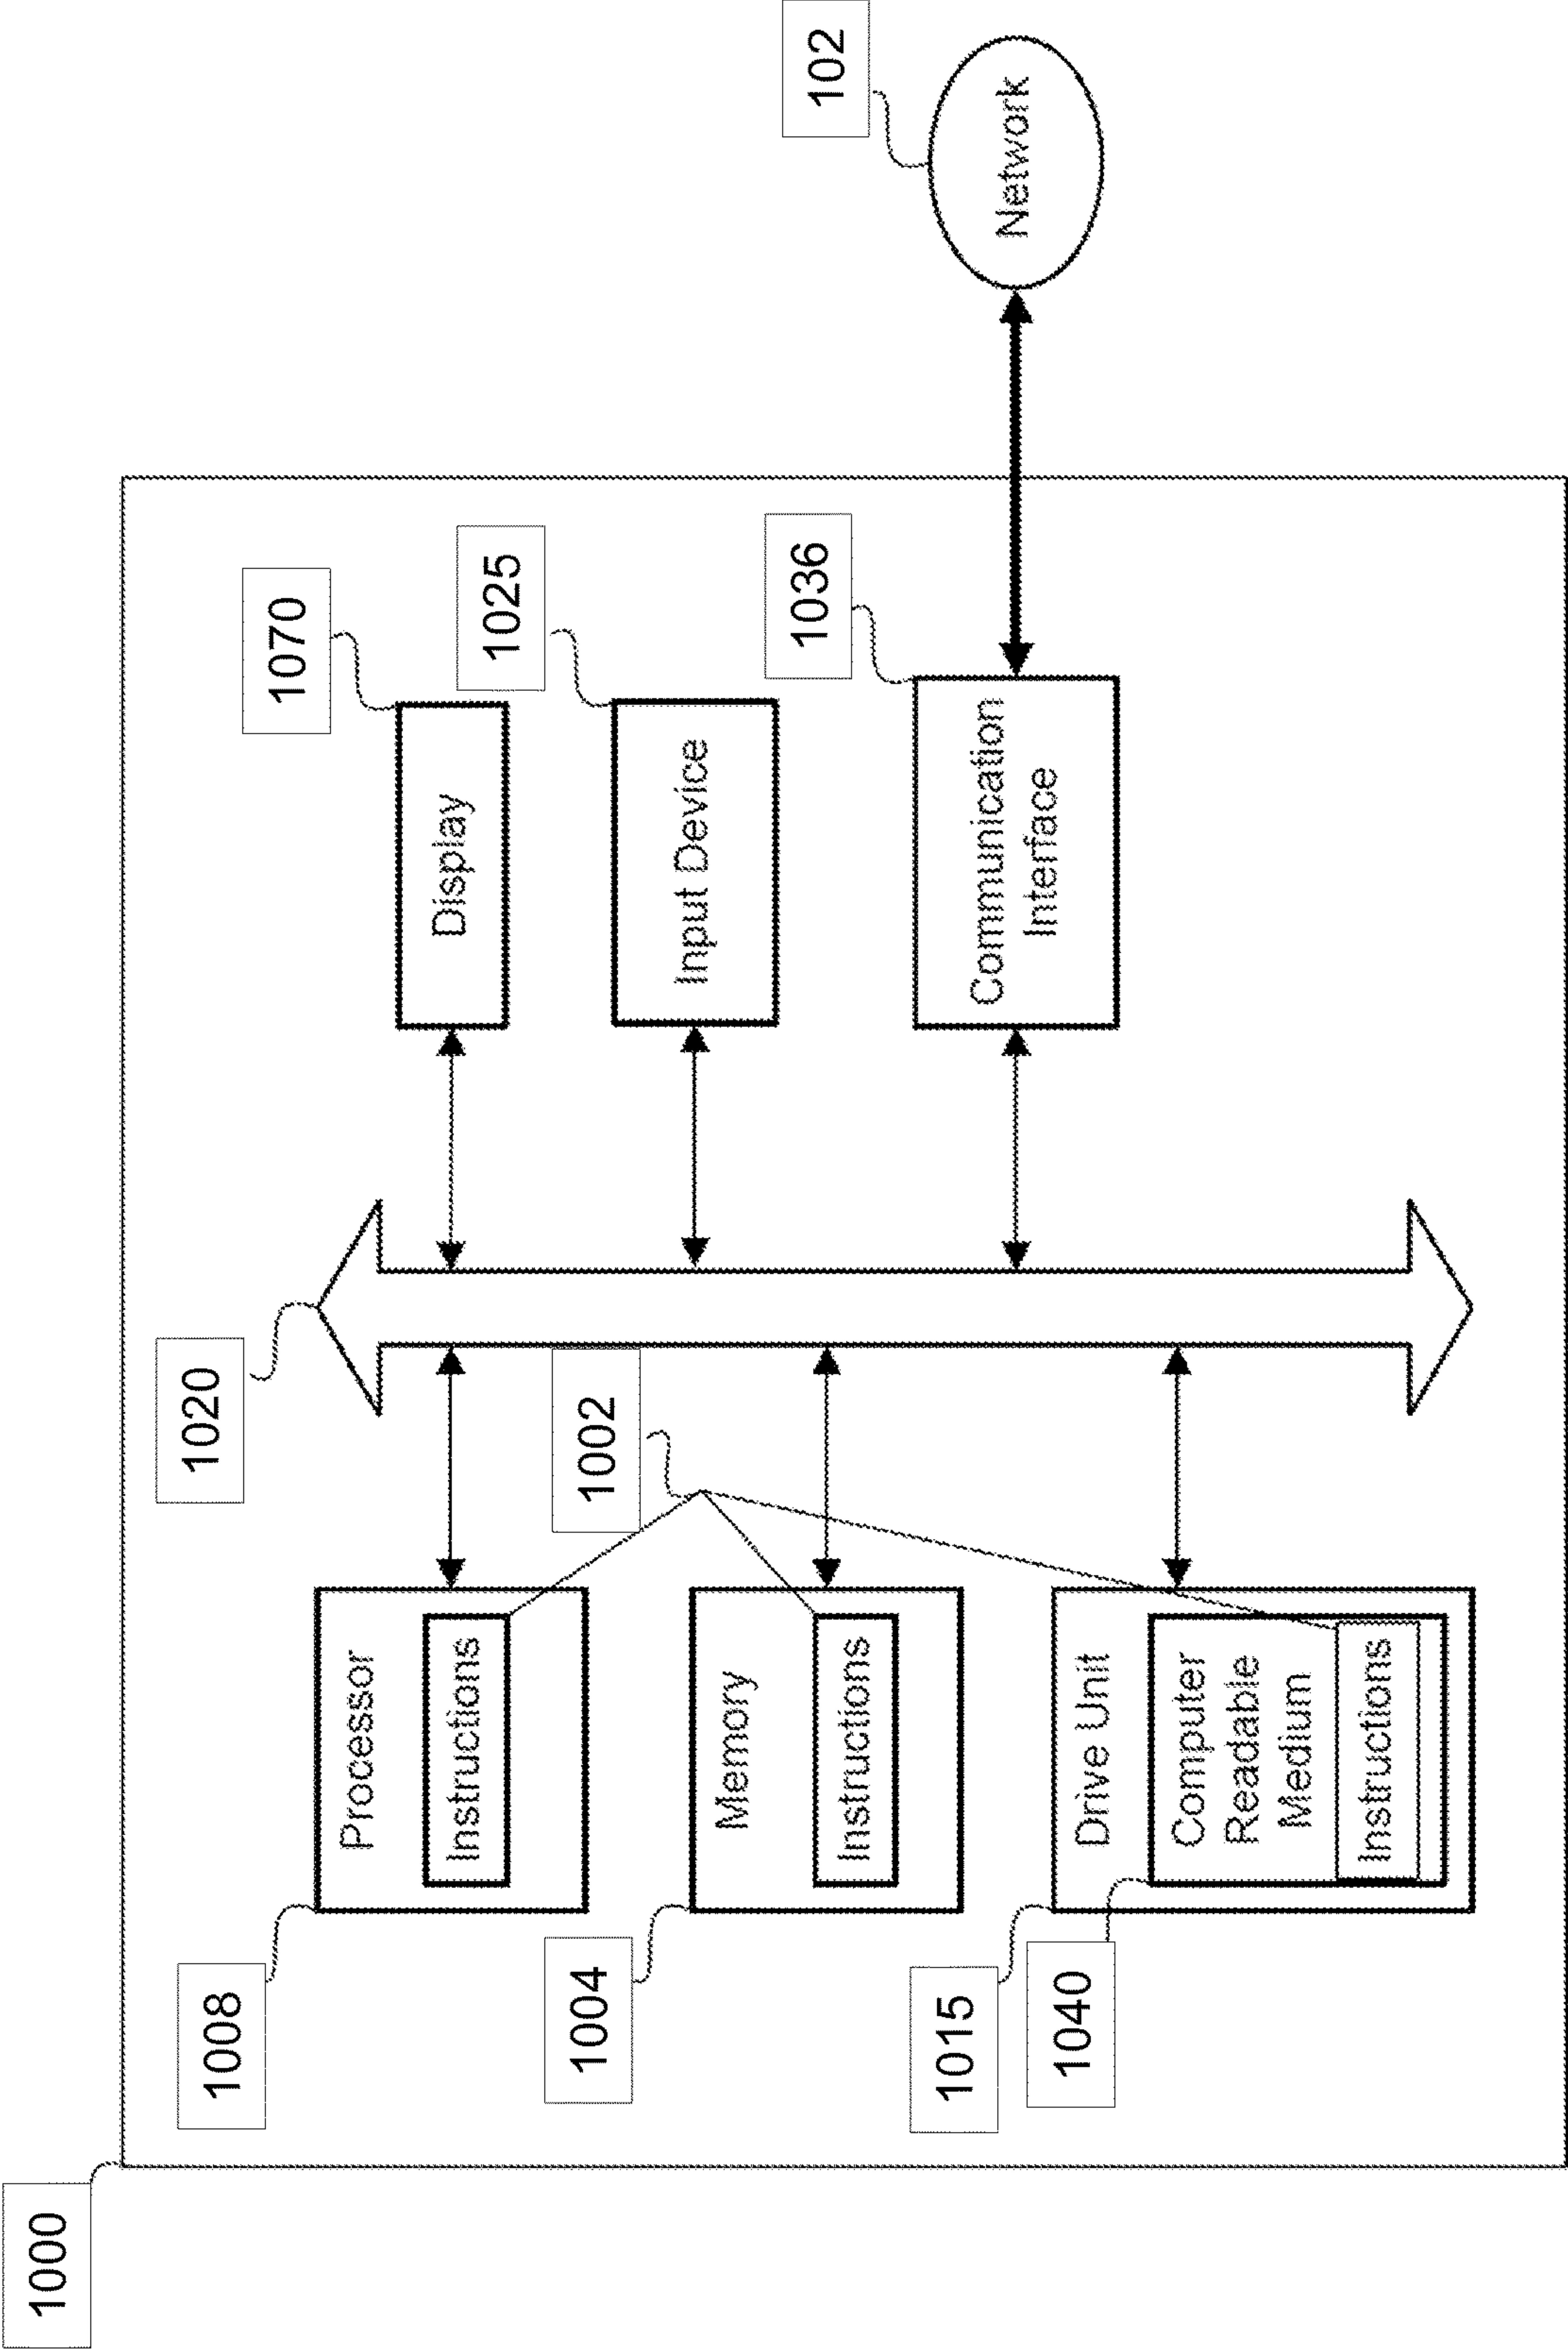 1000
1008
Processor
Instructions
1004
Memory
Instructions
1015
Drive Unit
1040
Computer
Readable
Medium
Instructions
1020
1002
1070
Display
1025
Input Device
1036
Communication
Interface
102
Network